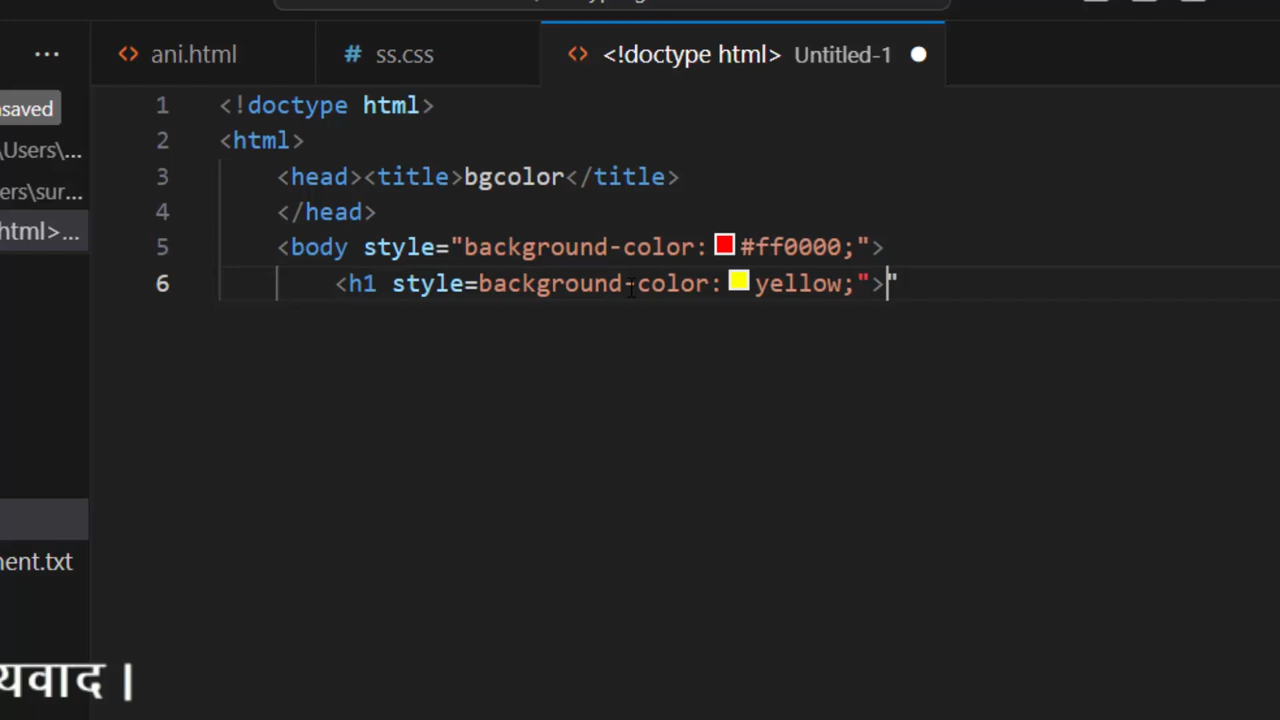 ani.html
# ss.css
<> <!doctype html> Untitled-1
1 <!doctype html>
2 <html>
3 <head><title>bgcolor</title>
4 </head>
5 <body style="background-color:#ff0000;">
6 <h1 style=background-color:yellow;">"
saved
\Users\...
ers\sur...
html>...
ent.txt
यवाद ।